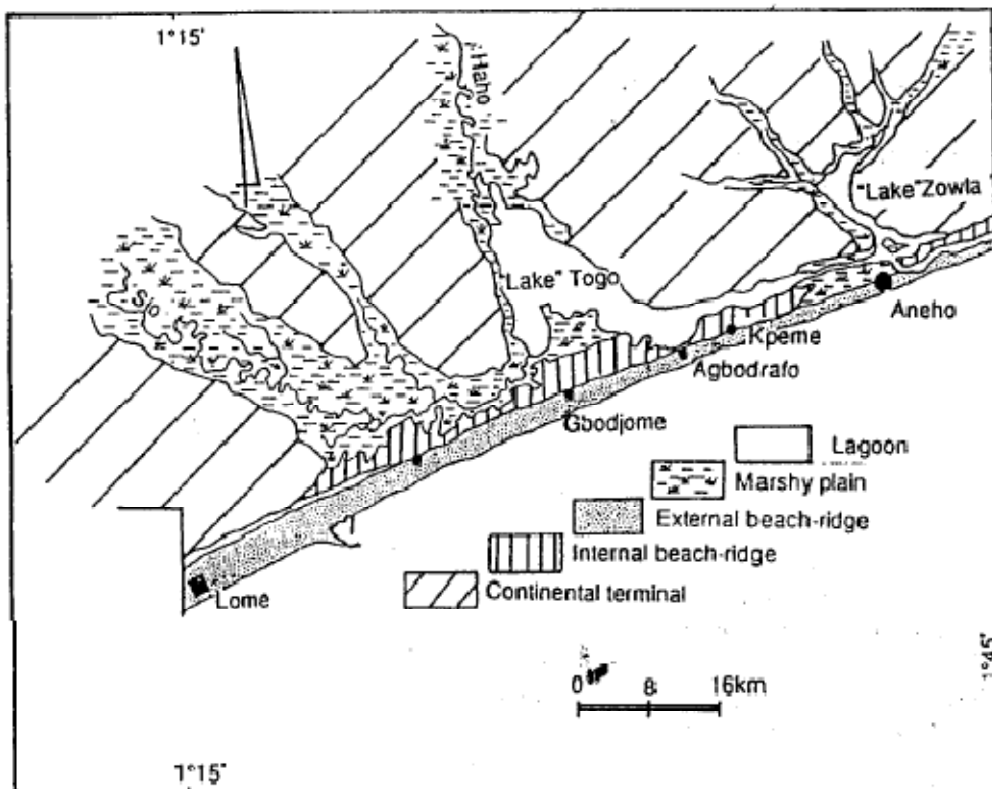 1°15'
Haho
"Lake" Zowla
"Lake" Togo
Sio
Aneho
Kpeme
Agbodrafo
Gbodjome
Lagoon
Marshy plain
External beach-ridge
Internal beach-ridge
Continental terminal
Lome
0 8 16km
1°45'
1°15'